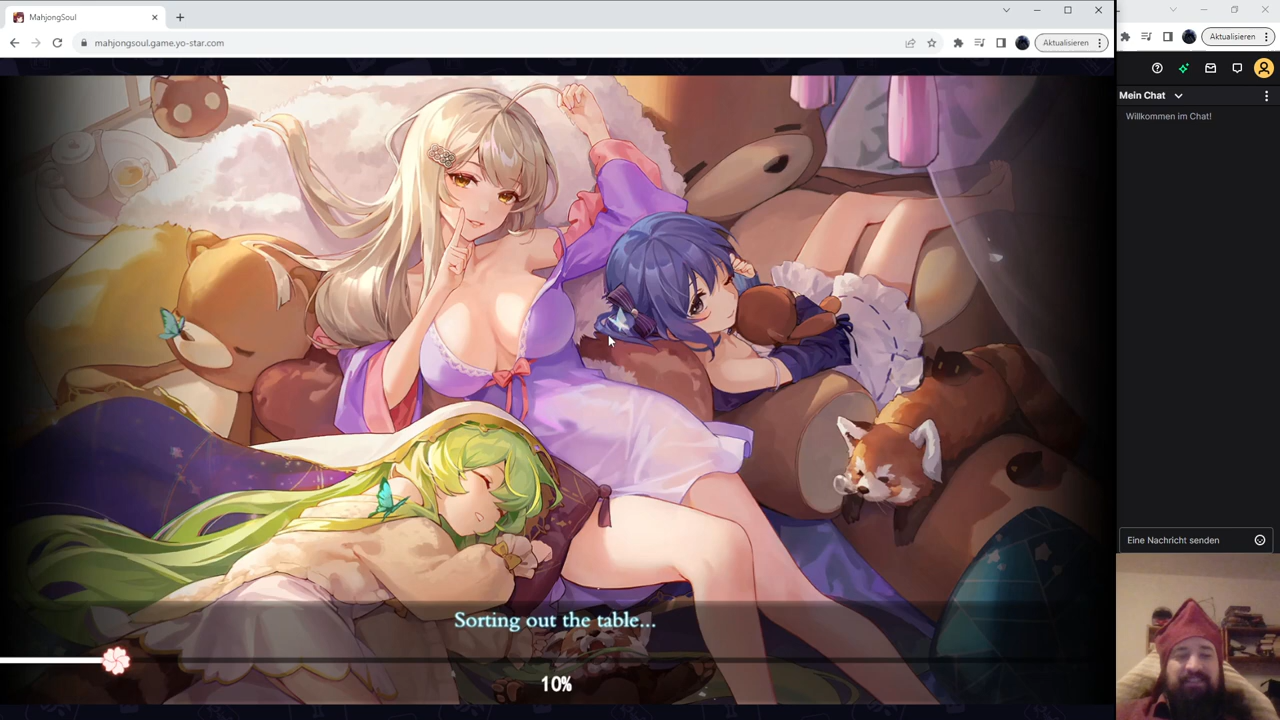 MahjongSoul
mahjongsoul.game.yo-star.com
Aktualisieren
Aktualisieren
Mein Chat
Willkommen im Chat!
Sorting out the table...
10%
Eine Nachricht senden